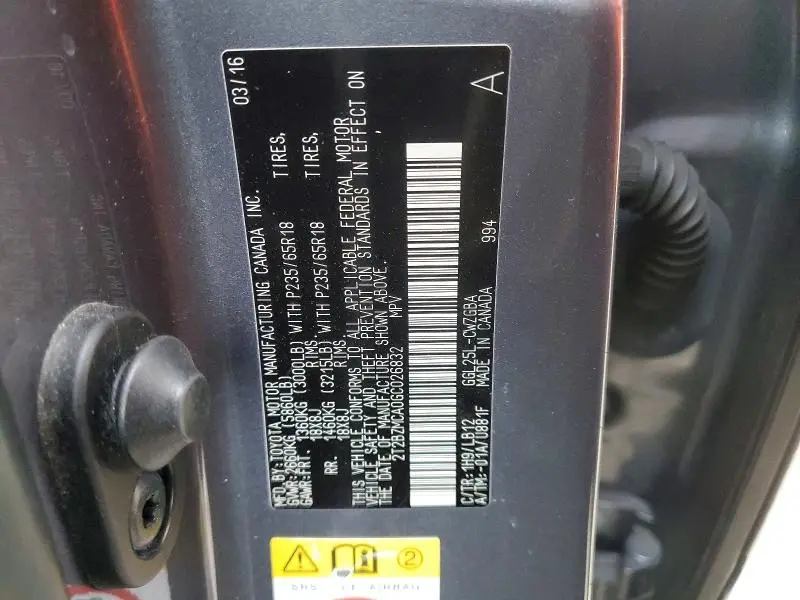 MFD.BY:TOYOTA MOTOR MANUFACTURING CANADA INC. 03/16
GVWR:2660KG (5860LB)
GAWR:FRT. 1360KG (3000LB) WITH P235/65R18 TIRES,
18X8J RIMS
RR. 1460KG (3215LB) WITH P235/65R18 TIRES,
18X8J RIMS
THIS VEHICLE CONFORMS TO ALL APPLICABLE FEDERAL MOTOR
VEHICLE SAFETY AND THEFT PREVENTION STANDARDS IN EFFECT ON
THE DATE OF MANUFACTURE SHOWN ABOVE.
2T2BZMCA0GC026832 MPV
C/TR:1H9/LB12 GGL25L-CWZGBA
A/TM:-01A/U881F MADE IN CANADA 994 A
2